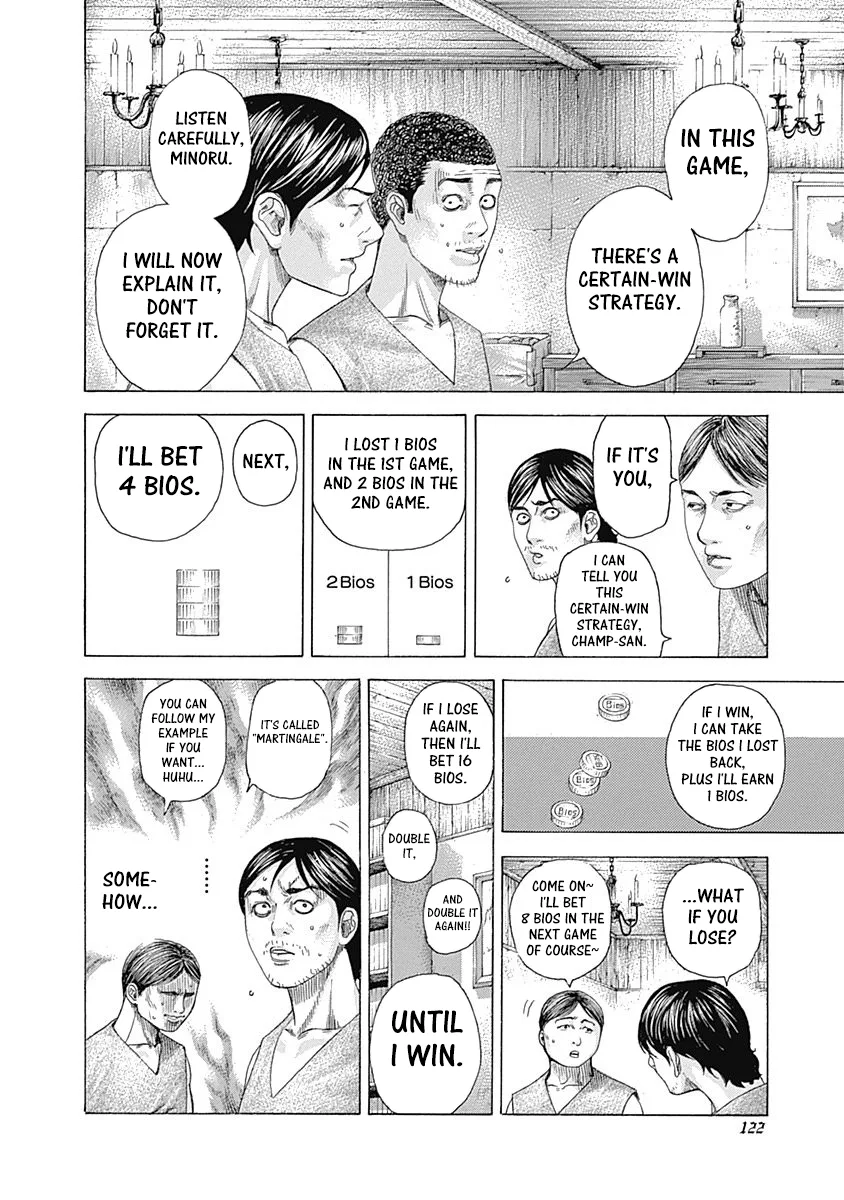 IN THIS
GAME,
THERE'S A
CERTAIN-WIN
STRATEGY.
LISTEN
CAREFULLY,
MINORU.
I WILL NOW
EXPLAIN IT,
DON'T
FORGET IT.
IF IT'S
YOU,
I CAN
TELL YOU
THIS
CERTAIN-WIN
STRATEGY,
CHAMP-SAN.
I LOST 1 BIOS
IN THE 1ST GAME,
AND 2 BIOS IN THE
2ND GAME.
2Bios
1Bios
NEXT,
I'LL BET
4 BIOS.
IF I WIN,
I CAN TAKE
THE BIOS I LOST
BACK,
PLUS I'LL EARN
1 BIOS.
Bios
Bios
Bios
...WHAT
IF YOU
LOSE?
COME ON~
I'LL BET
8 BIOS IN THE
NEXT GAME
OF COURSE~
IF I LOSE
AGAIN,
THEN I'LL
BET 16
BIOS.
DOUBLE
IT,
AND
DOUBLE IT
AGAIN!!
UNTIL
I WIN.
IT'S CALLED
"MARTINGALE".
YOU CAN
FOLLOW MY
EXAMPLE
IF YOU
WANT...
HUHU...
......
SOME-
HOW...
122